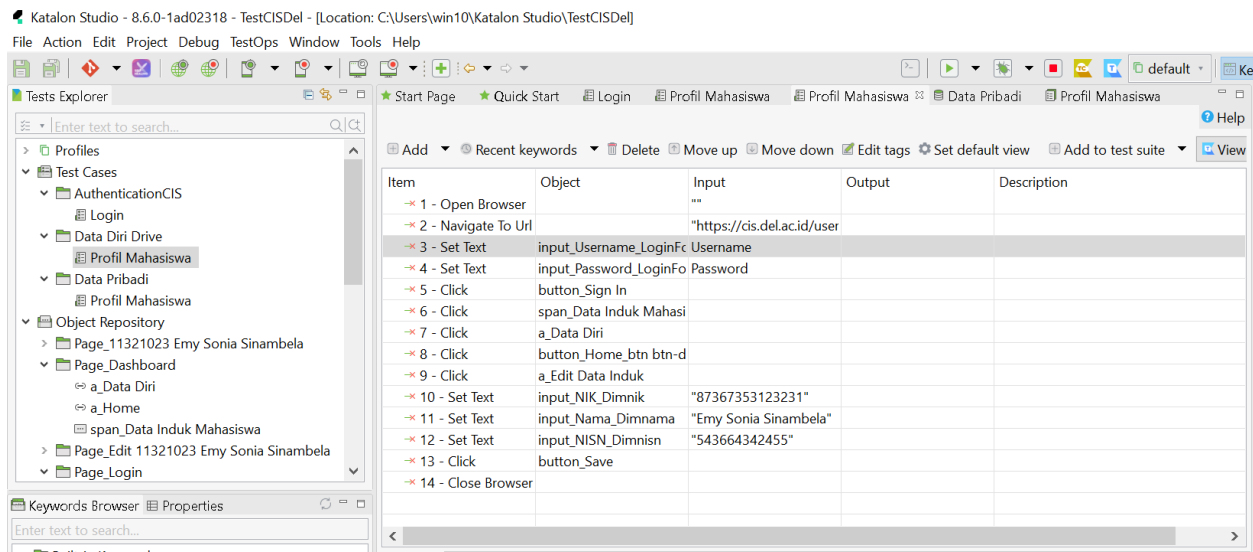 Katalon Studio - 8.6.0-1ad02318 - TestCISDel - [Location: C:\Users\win10\Katalon Studio\TestCISDel]
File Action Edit Project Debug TestOps Window Tools Help
default Ke
Tests Explorer
Enter text to search...
Profiles
Test Cases
AuthenticationCIS
Login
Data Diri Drive
Profil Mahasiswa
Data Pribadi
Profil Mahasiswa
Object Repository
Page_11321023 Emy Sonia Sinambela
Page_Dashboard
a_Data Diri
a_Home
span_Data Induk Mahasiswa
Page_Edit 11321023 Emy Sonia Sinambela
Page_Login
Keywords Browser Properties
Enter text to search...
Start Page Quick Start Login Profil Mahasiswa Profil Mahasiswa Data Pribadi Profil Mahasiswa
Help
Add Recent keywords Delete Move up Move down Edit tags Set default view Add to test suite View
Item Object Input Output Description
1 - Open Browser ""
2 - Navigate To Url "https://cis.del.ac.id/user
3 - Set Text input_Username_LoginFo Username
4 - Set Text input_Password_LoginFo Password
5 - Click button_Sign In
6 - Click span_Data Induk Mahasi
7 - Click a_Data Diri
8 - Click button_Home_btn btn-d
9 - Click a_Edit Data Induk
10 - Set Text input_NIK_Dimnik "87367353123231"
11 - Set Text input_Nama_Dimnama "Emy Sonia Sinambela"
12 - Set Text input_NISN_Dimnisn "543664342455"
13 - Click button_Save
14 - Close Browser